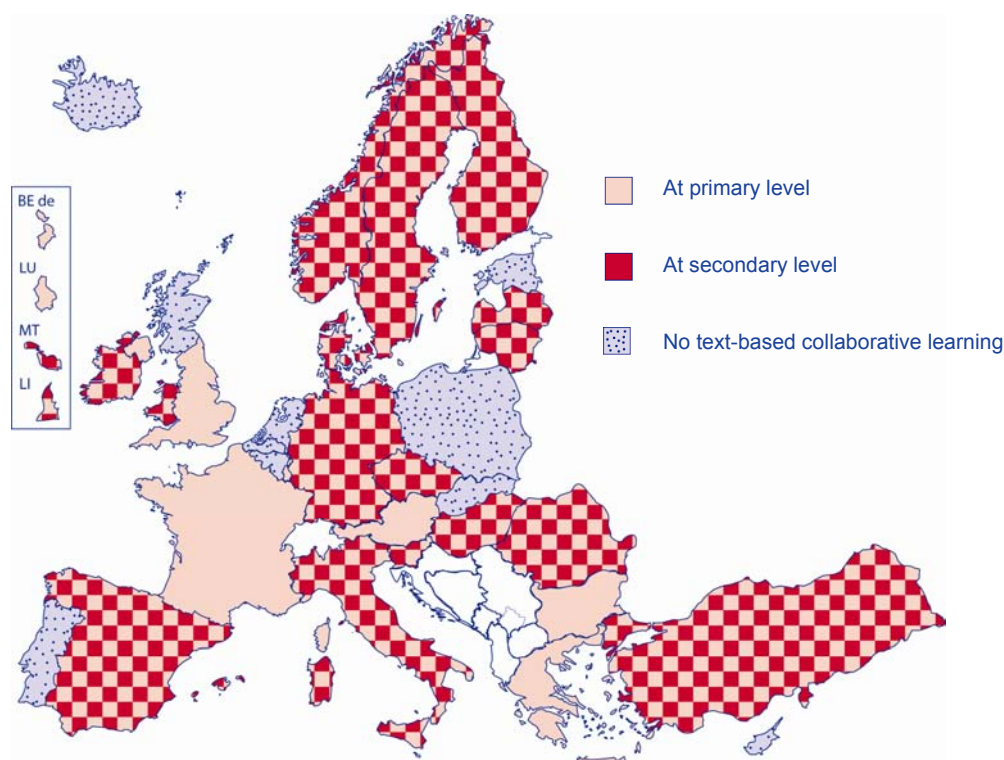 BE de
LU
MT
LI
At primary level
At secondary level
No text-based collaborative learning